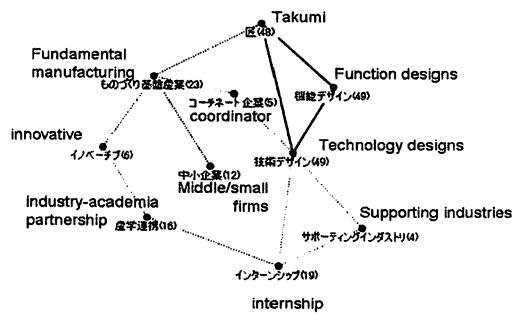 Takumi
匠(48)
Fundamental
manufacturing
ものづくり基盤産業(23)
Function designs
機能デザイン(49)
コーチネート企業(5)
coordinator
innovative
イノベーチブ(6)
Technology designs
技術デザイン(49)
中小企業(12)
Middle/small
firms
Industry-academia
partnership
産学連携(16)
Supporting industries
サポーティングインダストリ(4)
インターンシップ(19)
internship